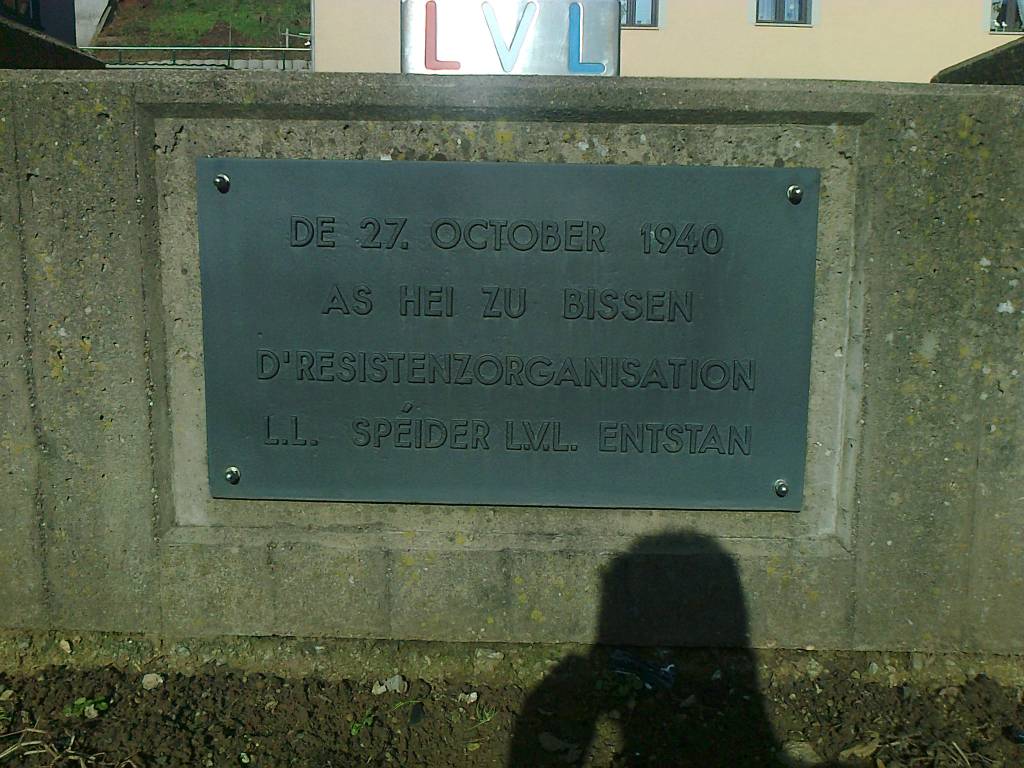 LVL
DE 27. OCTOBER 1940
AS HEI ZU BISSEN
D'RESISTENZORGANISATION
L.L. SPÉIDER L.V.L. ENTSTAN